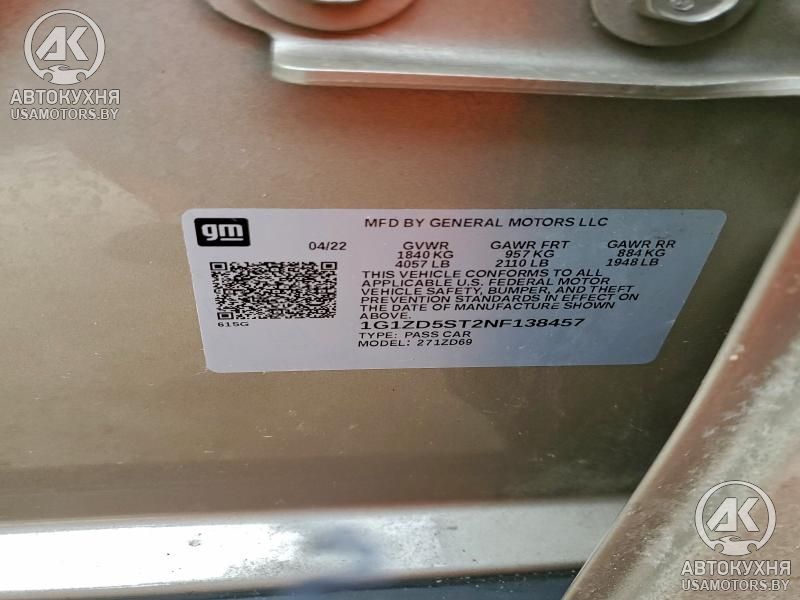 AK
АВТОКУХНЯ
USAMOTORS.BY
gm
MFD BY GENERAL MOTORS LLC
04/22 GVWR GAWR FRT GAWR RR
1840 KG 957 KG 884 KG
4057 LB 2110 LB 1948 LB
THIS VEHICLE CONFORMS TO ALL
APPLICABLE U.S. FEDERAL MOTOR
VEHICLE SAFETY, BUMPER, AND THEFT
PREVENTION STANDARDS IN EFFECT ON
THE DATE OF MANUFACTURE SHOWN
ABOVE.
615G
1G1ZD5ST2NF138457
TYPE: PASS CAR
MODEL: 271ZD69
AK
АВТОКУХНЯ
USAMOTORS.BY